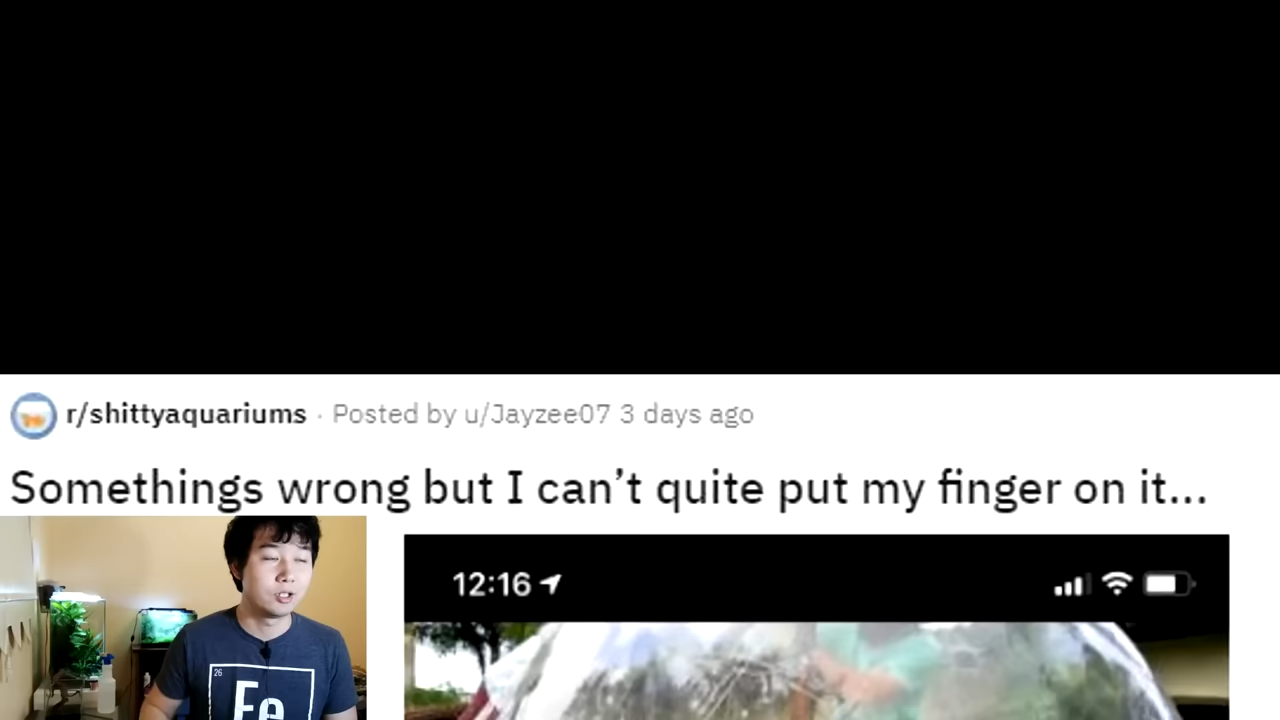 r/shittyaquariums · Posted by u/Jayzee07 3 days ago
Somethings wrong but I can’t quite put my finger on it...
12:16
26
Fe